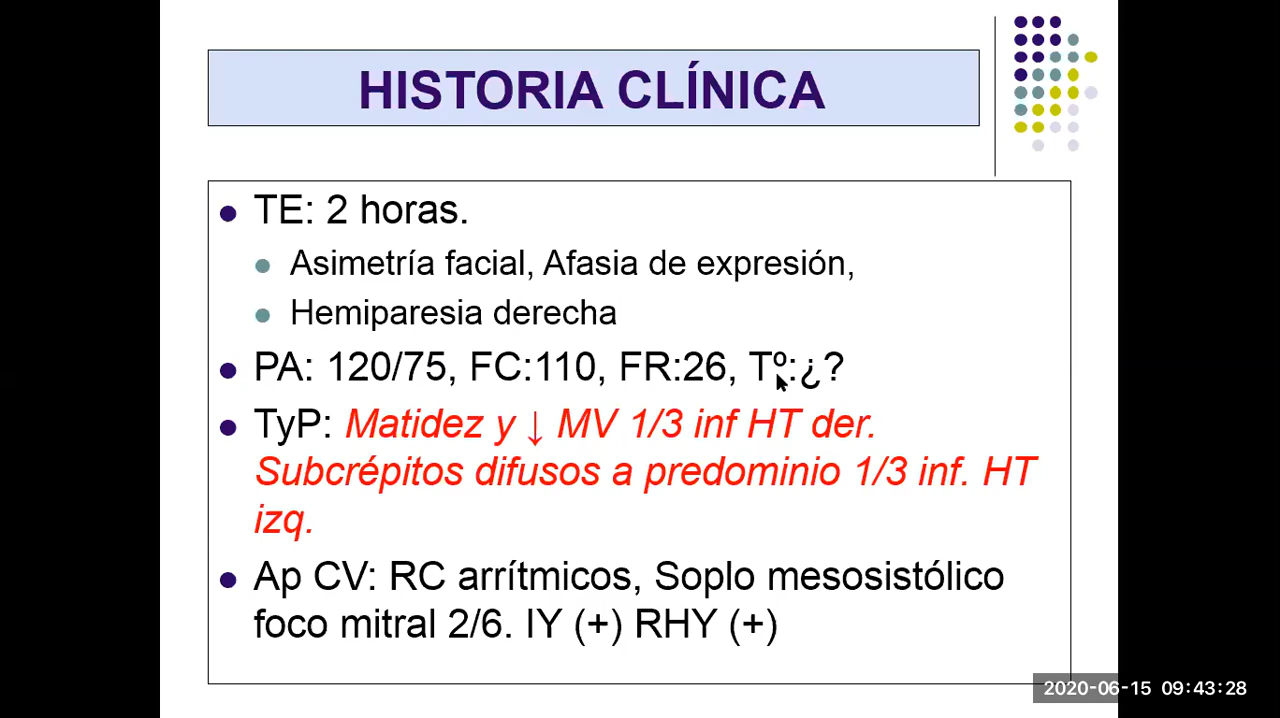 HISTORIA CLÍNICA
TE: 2 horas.
Asimetría facial, Afasia de expresión,
Hemiparesia derecha
PA: 120/75, FC:110, FR:26, Tº:¿?
TyP: Matidez y ↓ MV 1/3 inf HT der.
Subcrépitos difusos a predominio 1/3 inf. HT
izq.
Ap CV: RC arrítmicos, Soplo mesosistólico
foco mitral 2/6. IY (+) RHY (+)
2020-06-15 09:43:28